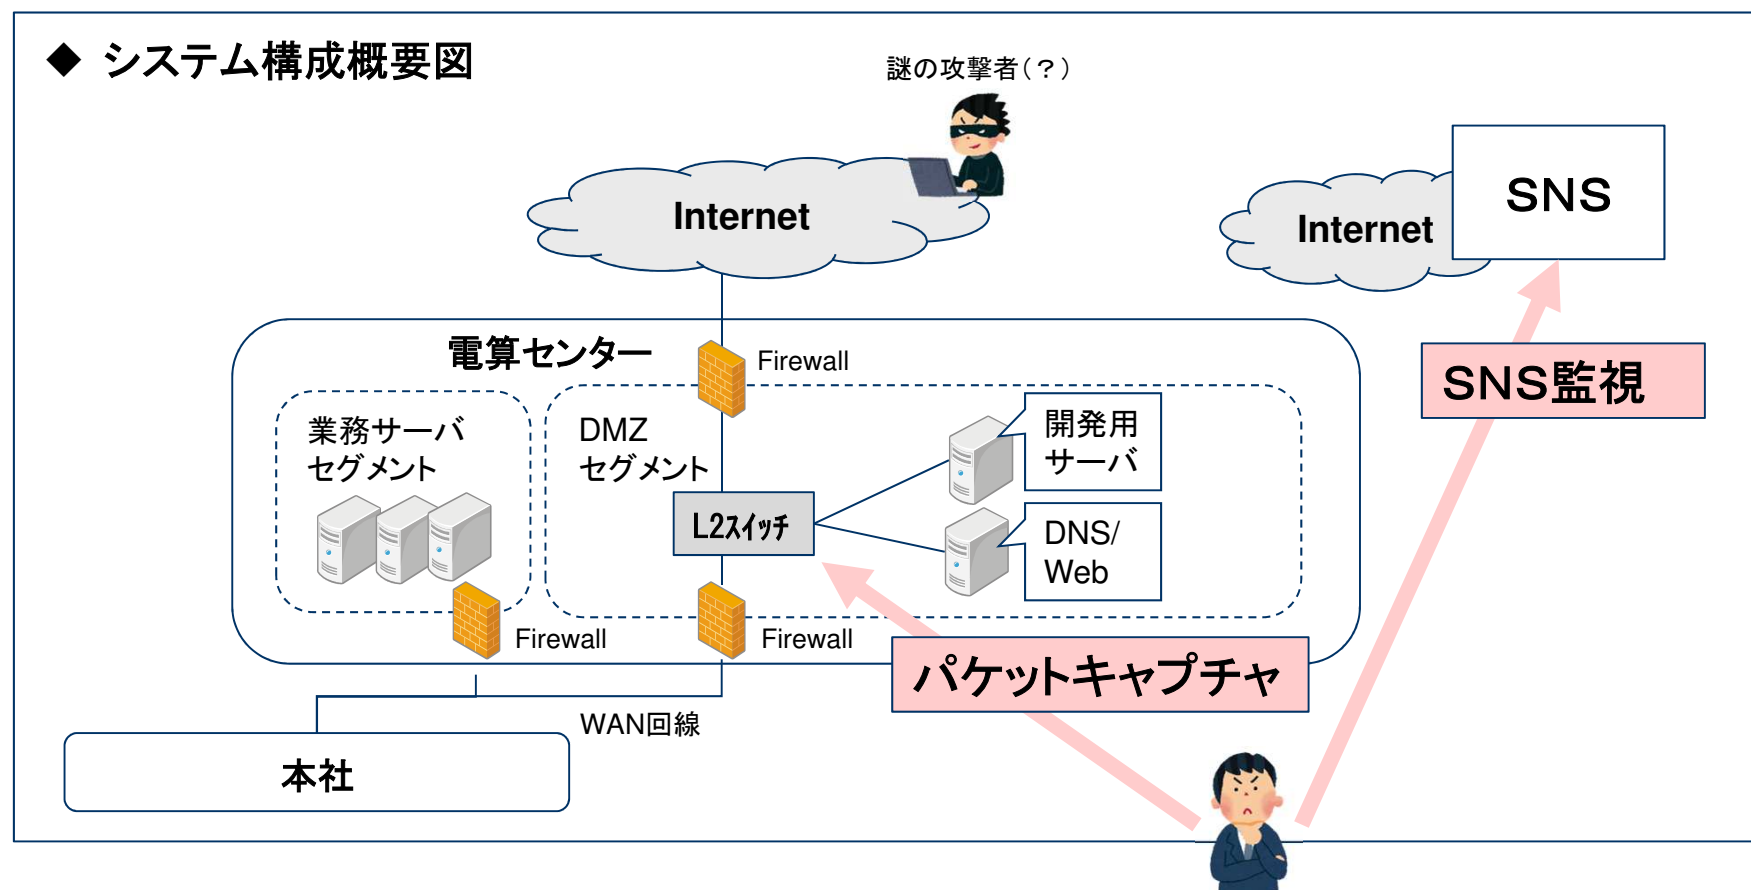 ◆ システム構成概要図
謎の攻撃者(？)
Internet
Internet
SNS
電算センター
Firewall
SNS監視
業務サーバ
セグメント
DMZ
セグメント
開発用
サーバ
L2スイッチ
DNS/
Web
Firewall
Firewall
パケットキャプチャ
WAN回線
本社